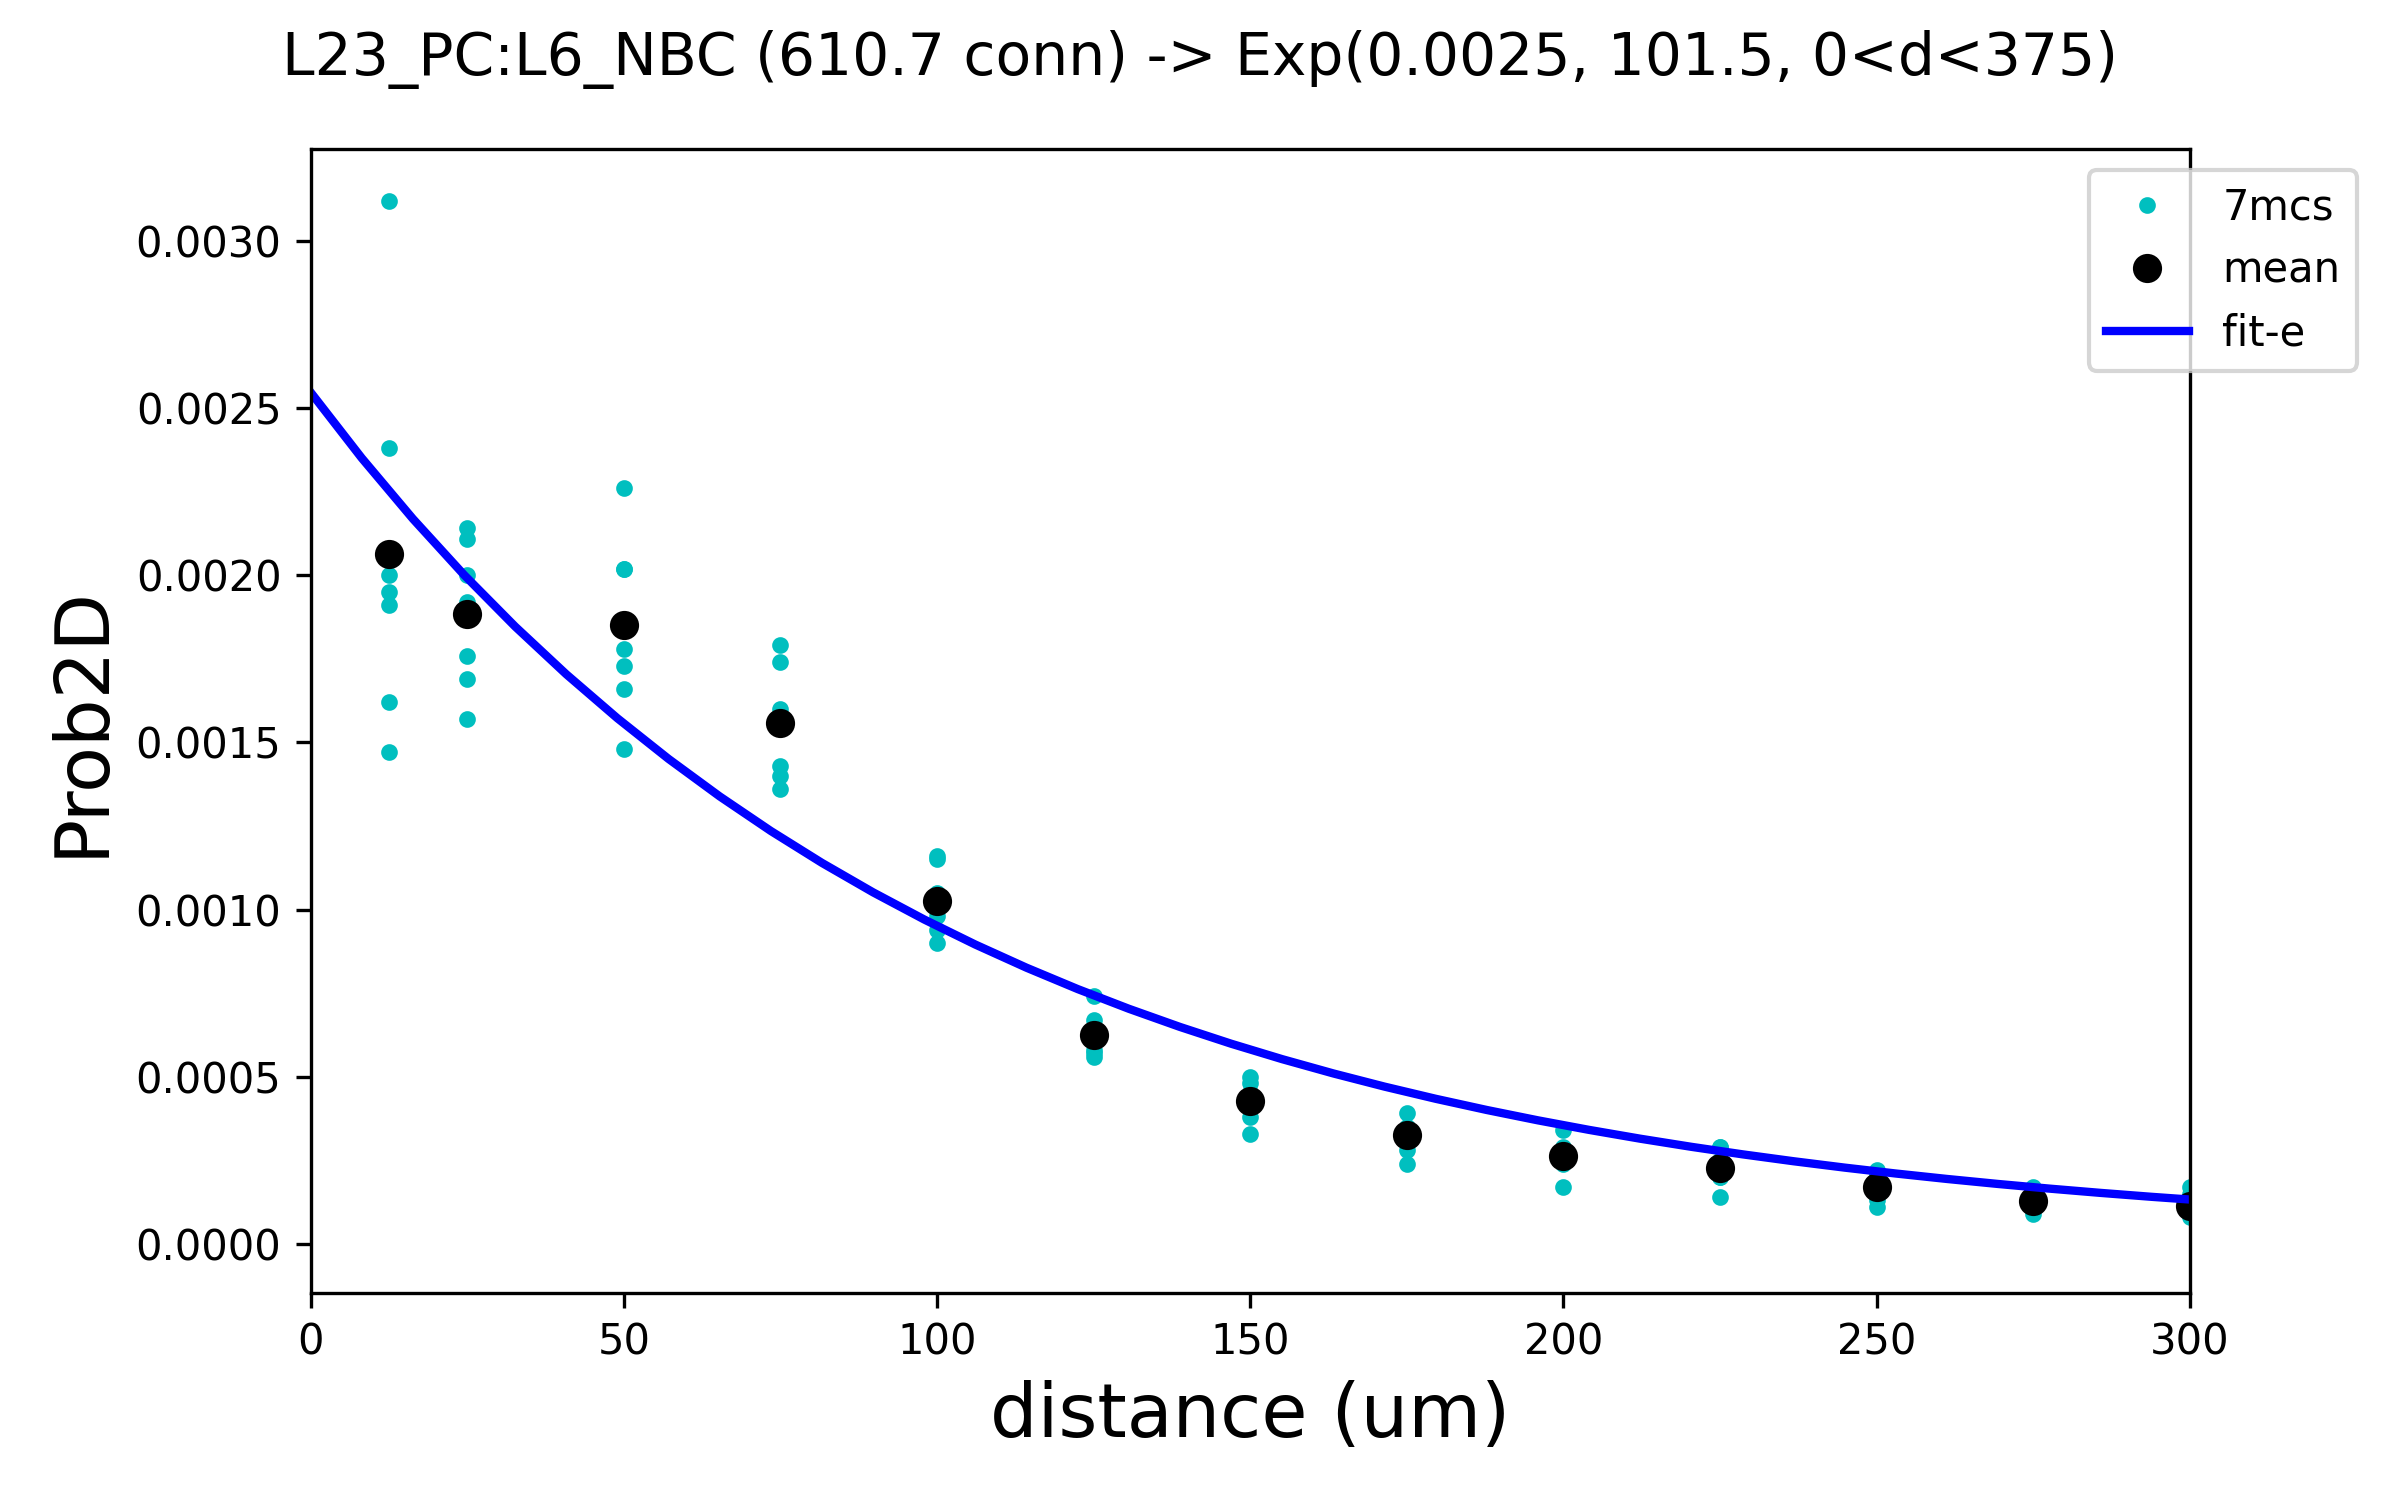 L23_PC:L6_NBC (610.7 conn) -> Exp(0.0025, 101.5, 0<d<375)
7mcs
mean
fit-e
0.0030
0.0025
0.0020
0.0015
0.0010
0.0005
0.0000
Prob2D
0 50 100 150 200 250 300
distance (um)